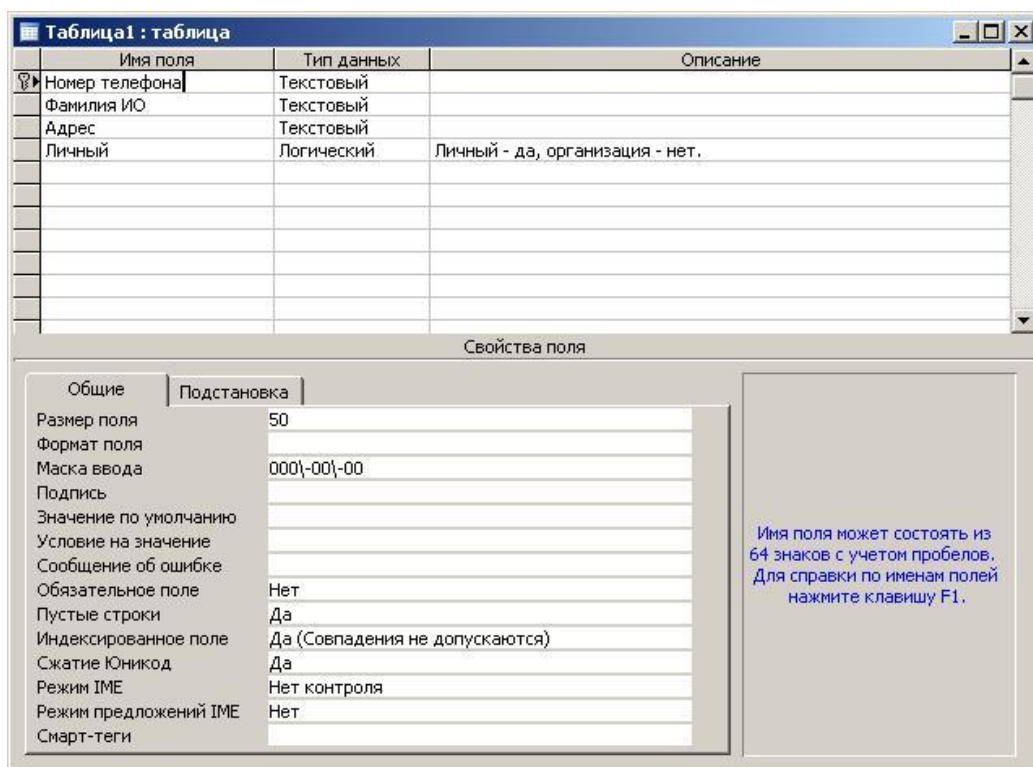 Таблица1 : таблица
Имя поля Тип данных Описание
Номер телефона Текстовый
Фамилия ИО Текстовый
Адрес Текстовый
Личный Логический Личный - да, организация - нет.
Свойства поля
Общие Подстановка
Размер поля 50
Формат поля
Маска ввода 000\-00\-00
Подпись
Значение по умолчанию
Условие на значение
Сообщение об ошибке
Обязательное поле Нет
Пустые строки Да
Индексированное поле Да (Совпадения не допускаются)
Сжатие Юникод Да
Режим IME Нет контроля
Режим предложений IME Нет
Смарт-теги
Имя поля может состоять из
64 знаков с учетом пробелов.
Для справки по именам полей
нажмите клавишу F1.